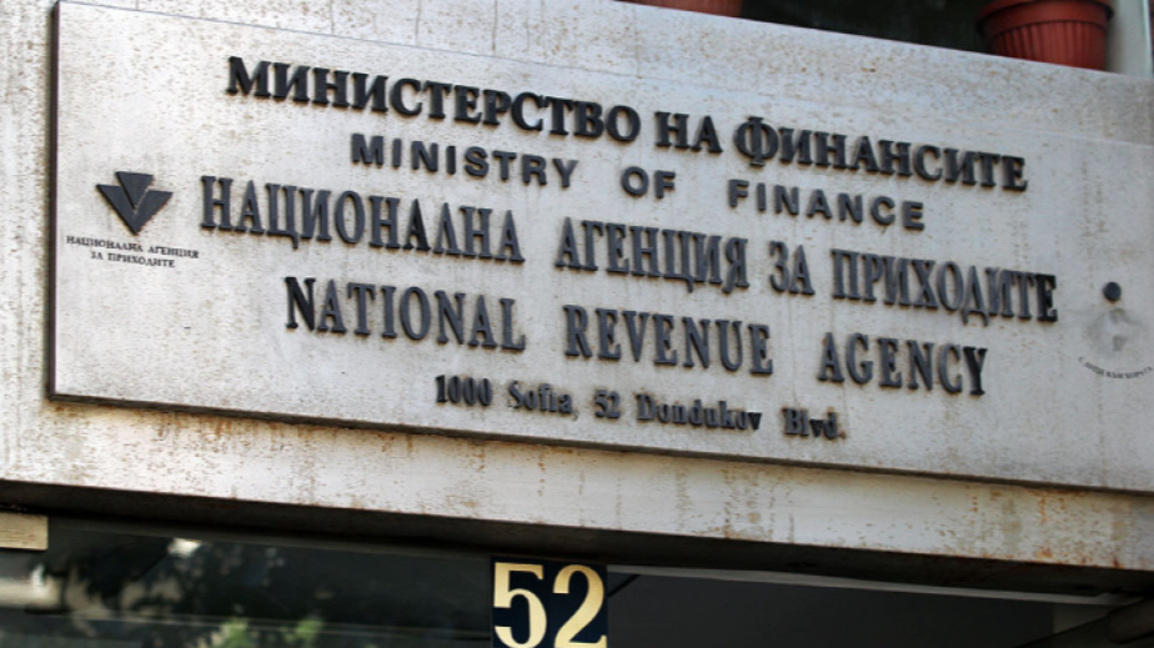 МИНИСТЕРСТВО НА ФИНАНСИТЕ
MINISTRY OF FINANCE
НАЦИОНАЛНА АГЕНЦИЯ ЗА ПРИХОДИТЕ
НАЦИОНАЛНА АГЕНЦИЯ
ЗА ПРИХОДИТЕ
NATIONAL REVENUE AGENCY
1000 Sofia, 52 Dondukov Blvd.
52